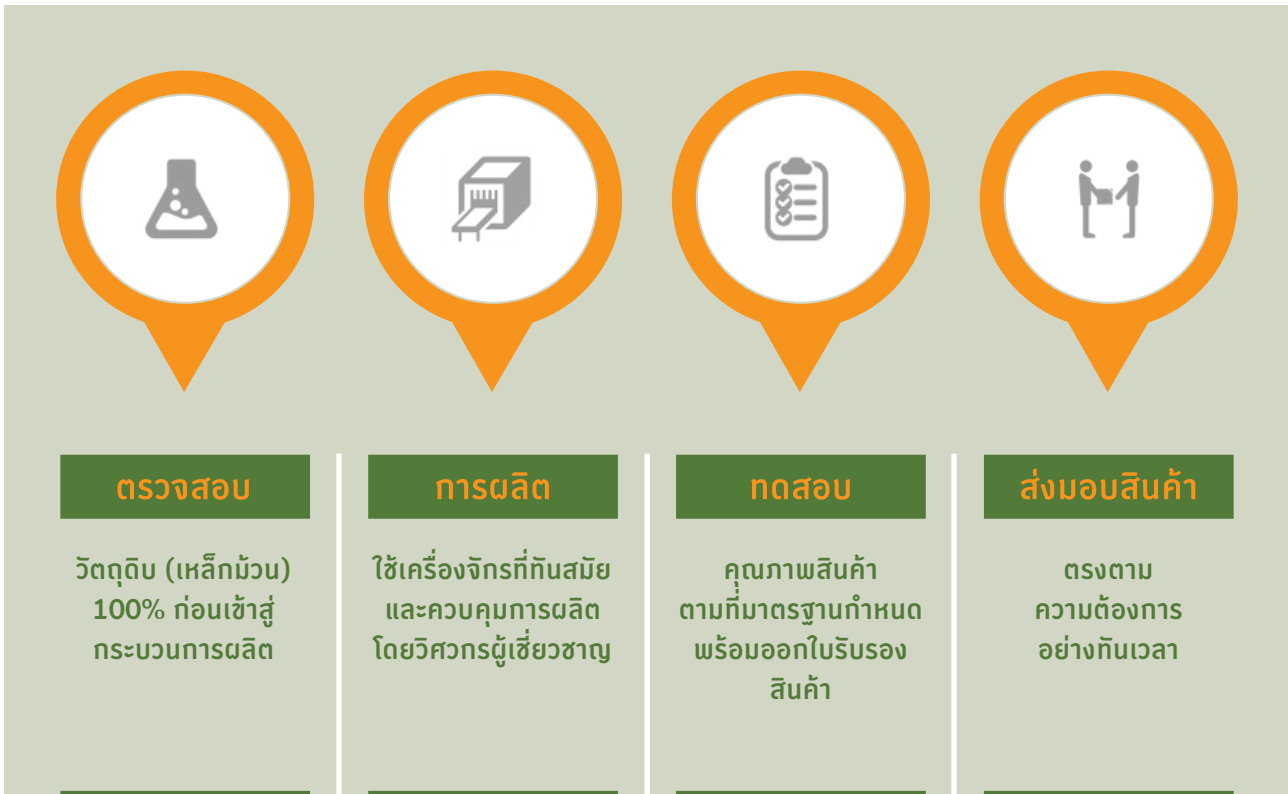 ตรวจสอบ
วัตถุดิบ (เหล็กม้วน)
100% ก่อนเข้าสู่
กระบวนการผลิต
การผลิต
ใช้เครื่องจักรที่ทันสมัย
และควบคุมการผลิต
โดยวิศวกรผู้เชี่ยวชาญ
ทดสอบ
คุณภาพสินค้า
ตามที่มาตรฐานกำหนด
พร้อมออกใบรับรอง
สินค้า
ส่งมอบสินค้า
ตรงตาม
ความต้องการ
อย่างทันเวลา